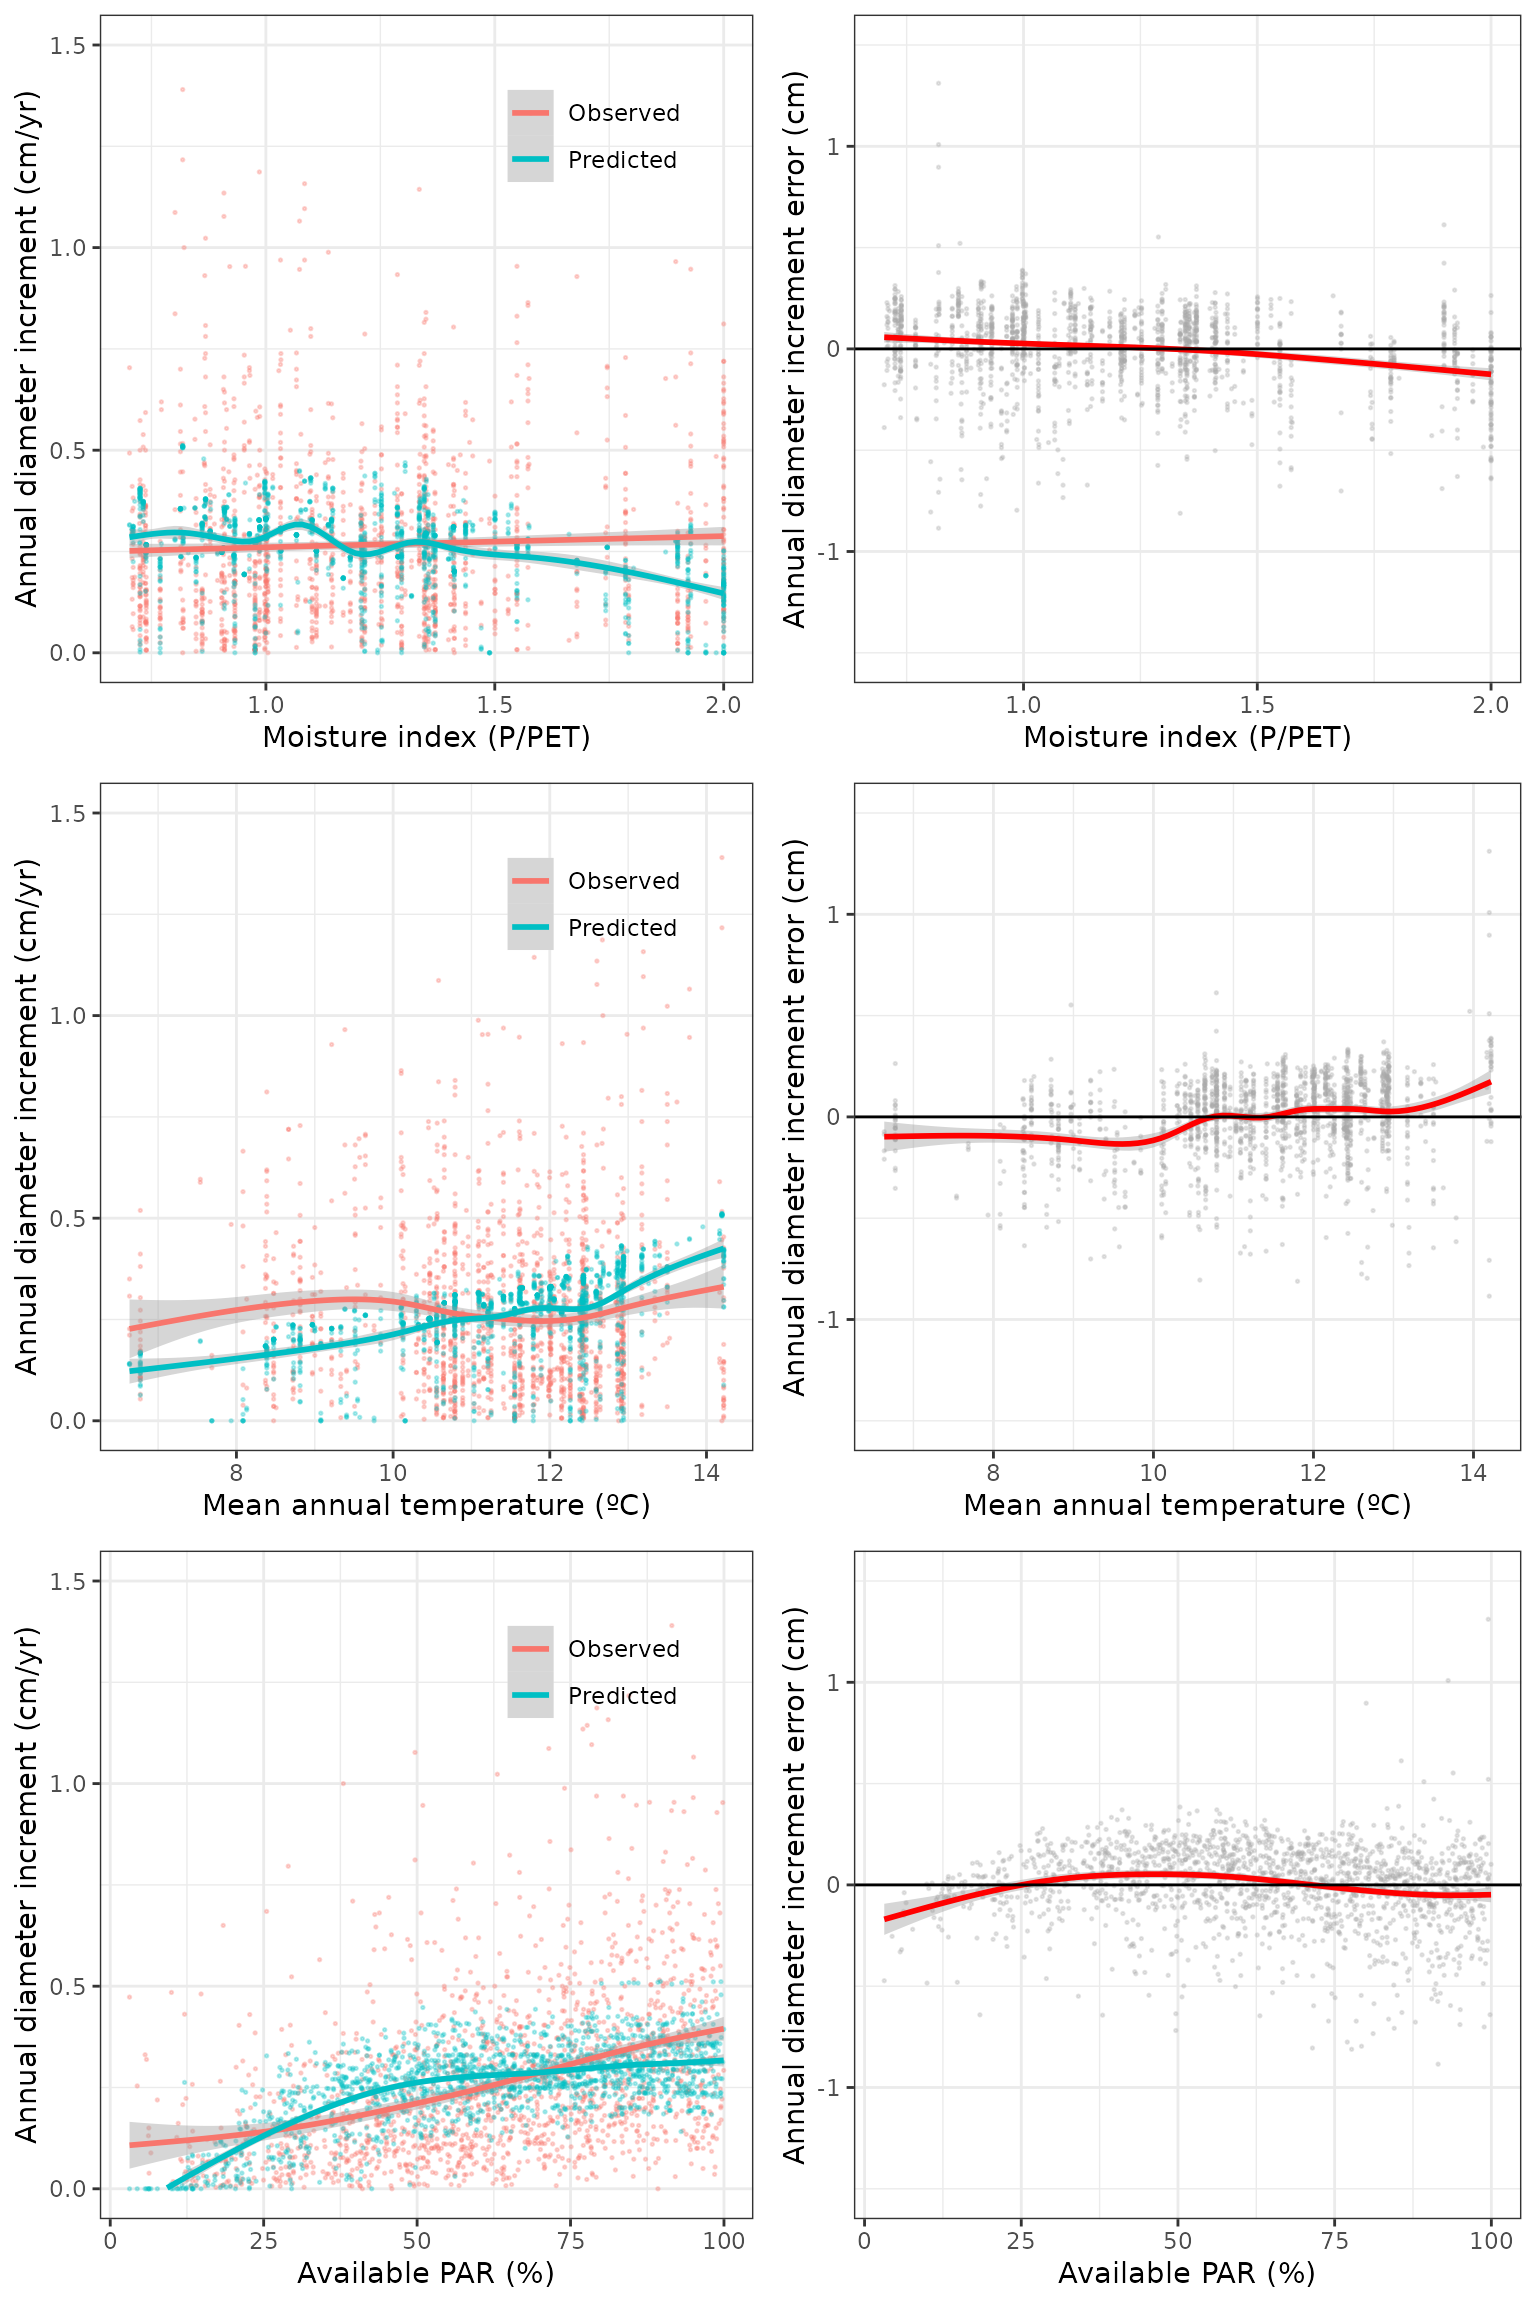 Annual diameter increment (cm/yr)
1.5
1.0
0.5
0.0
Observed
Predicted
1.0 1.5 2.0
Moisture index (P/PET)
Annual diameter increment error (cm)
1
0
-1
1.0 1.5 2.0
Moisture index (P/PET)
Annual diameter increment (cm/yr)
1.5
1.0
0.5
0.0
Observed
Predicted
8 10 12 14
Mean annual temperature (ºC)
Annual diameter increment error (cm)
1
0
-1
8 10 12 14
Mean annual temperature (ºC)
Annual diameter increment (cm/yr)
1.5
1.0
0.5
0.0
Observed
Predicted
0 25 50 75 100
Available PAR (%)
Annual diameter increment error (cm)
1
0
-1
0 25 50 75 100
Available PAR (%)